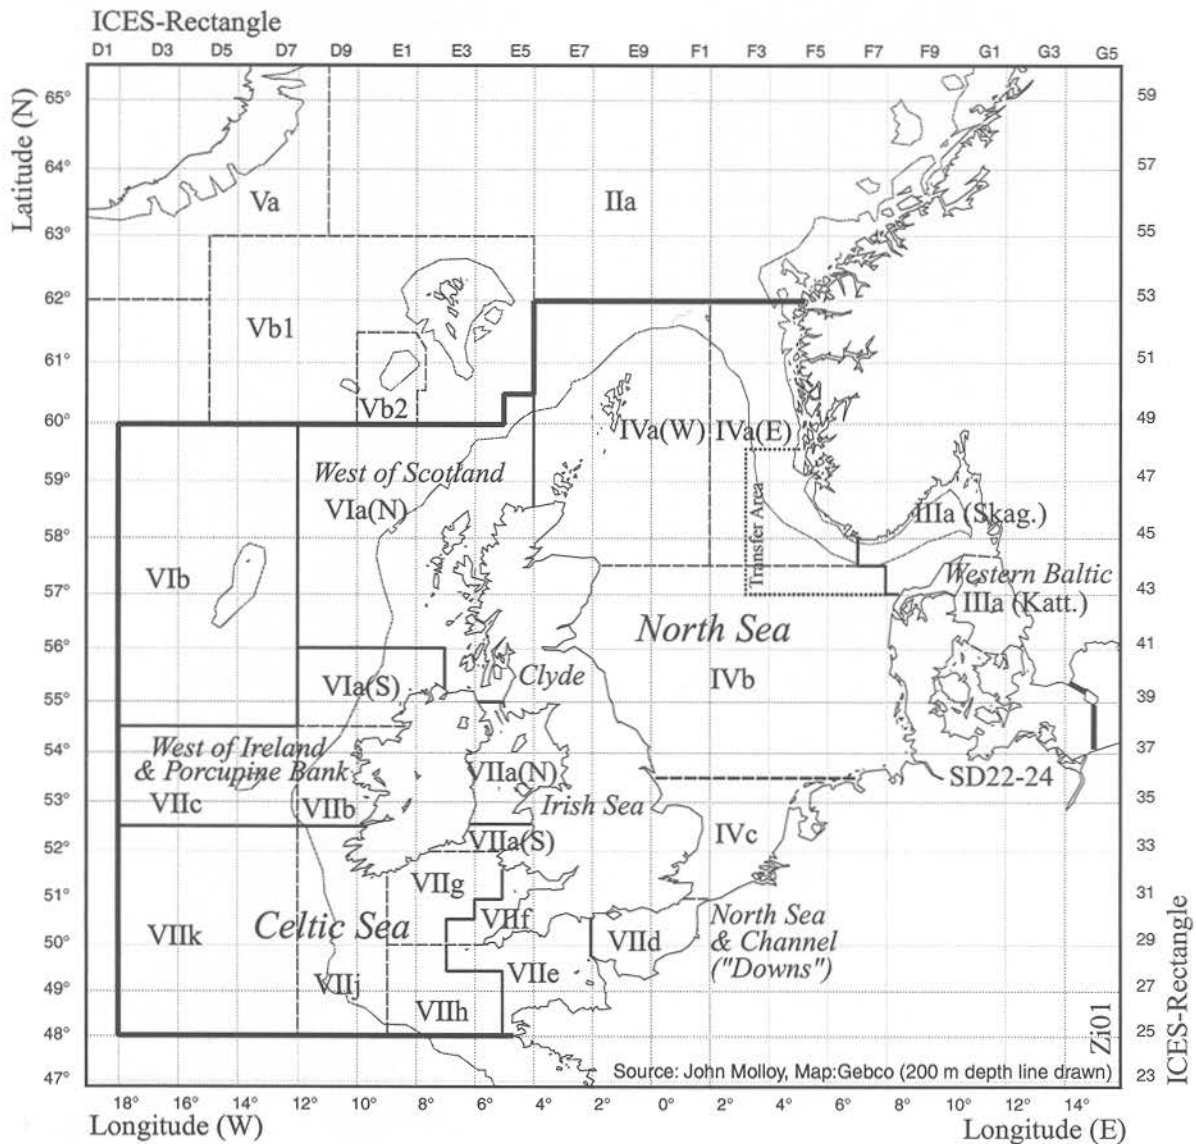 ICES-Rectangle
D1 D3 D5 D7 D9 E1 E3 E5 E7 E9 F1 F3 F5 F7 F9 G1 G3 G5
Latitude (N)
65° 59
64° 57
Va IIa
63° 55
62° 53
Vb1
61° 51
Vb2
60° 49
IVa(W) IVa(E)
West of Scotland
59° 47
VIa(N)
Transfer Area
IIIa (Skag.)
58° 45
VIb
Western Baltic
57° 43
IIIa (Katt.)
North Sea
56° 41
Clyde
VIa(S) IVb
55° 39
54° 37
West of Ireland
& Porcupine Bank
VIIa(N) SD22-24
53° 35
VIIc VIIb Irish Sea
IVc
VIIa(S)
52° 33
VIIg
51° 31
Celtic Sea VIIf
North Sea
& Channel
("Downs")
VIIk VIId
50° 29
VIIe
VIIj
49° 27
VIIh
48° 25
Zi01
ICES-Rectangle
47° 23
Source: John Molloy, Map:Gebco (200 m depth line drawn)
18° 16° 14° 12° 10° 8° 6° 4° 2° 0° 2° 4° 6° 8° 10° 12° 14°
Longitude (W) Longitude (E)